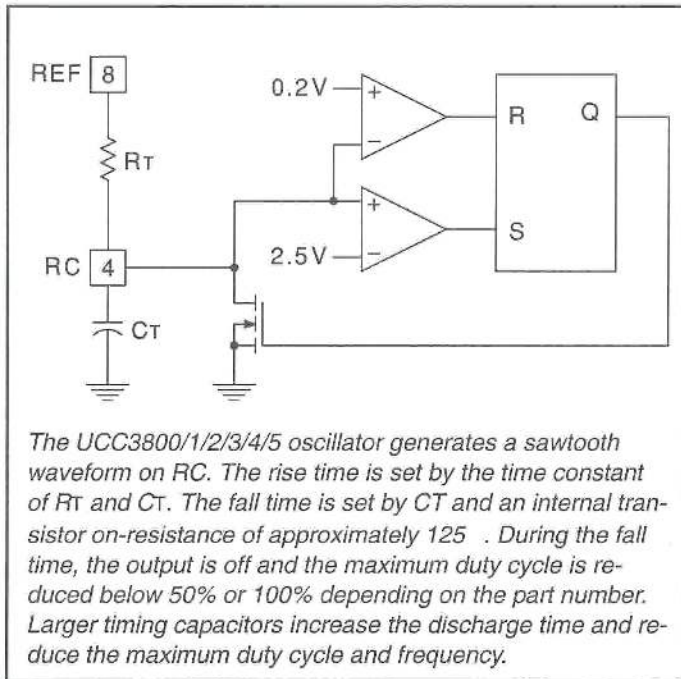 REF 8
0.2V
+
−
R Q
RT
+
−
S
2.5V
RC 4
CT
The UCC3800/1/2/3/4/5 oscillator generates a sawtooth
waveform on RC. The rise time is set by the time constant
of RT and CT. The fall time is set by CT and an internal tran-
sistor on-resistance of approximately 125 . During the fall
time, the output is off and the maximum duty cycle is re-
duced below 50% or 100% depending on the part number.
Larger timing capacitors increase the discharge time and re-
duce the maximum duty cycle and frequency.